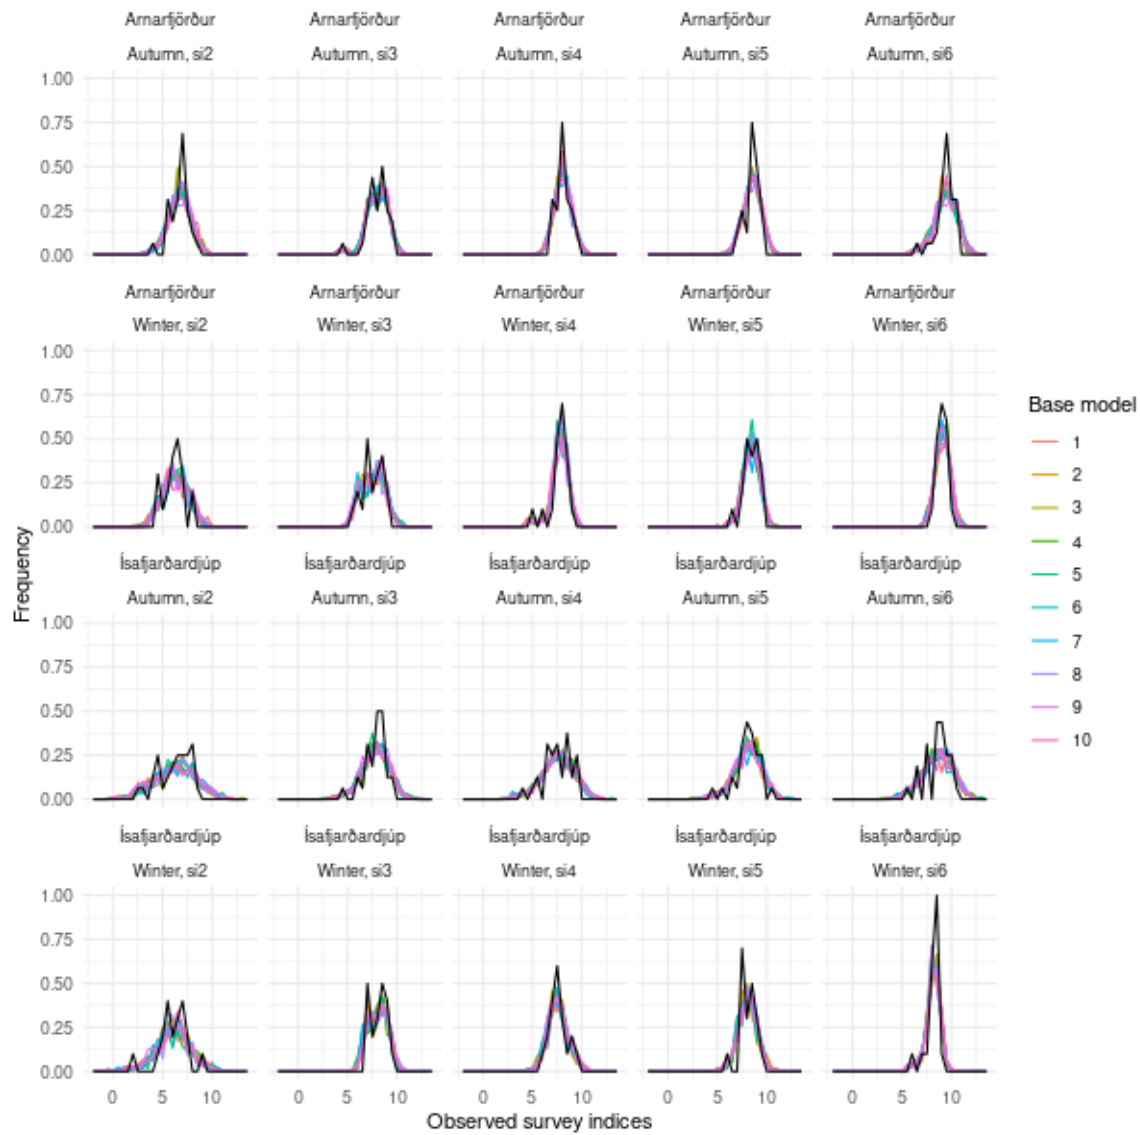 Arnarfjörður Arnarfjörður Arnarfjörður Arnarfjörður Arnarfjörður
Autumn, si2 Autumn, si3 Autumn, si4 Autumn, si5 Autumn, si6
1.00
0.75
0.50
0.25
0.00
Arnarfjörður Arnarfjörður Arnarfjörður Arnarfjörður Arnarfjörður
Winter, si2 Winter, si3 Winter, si4 Winter, si5 Winter, si6
1.00
0.75
0.50
0.25
0.00
Ísafjarðardjúp Ísafjarðardjúp Ísafjarðardjúp Ísafjarðardjúp Ísafjarðardjúp
Autumn, si2 Autumn, si3 Autumn, si4 Autumn, si5 Autumn, si6
1.00
0.75
0.50
0.25
0.00
Ísafjarðardjúp Ísafjarðardjúp Ísafjarðardjúp Ísafjarðardjúp Ísafjarðardjúp
Winter, si2 Winter, si3 Winter, si4 Winter, si5 Winter, si6
1.00
0.75
0.50
0.25
0.00
0 5 10 0 5 10 0 5 10 0 5 10 0 5 10
Observed survey indices
Frequency
Base model
1
2
3
4
5
6
7
8
9
10